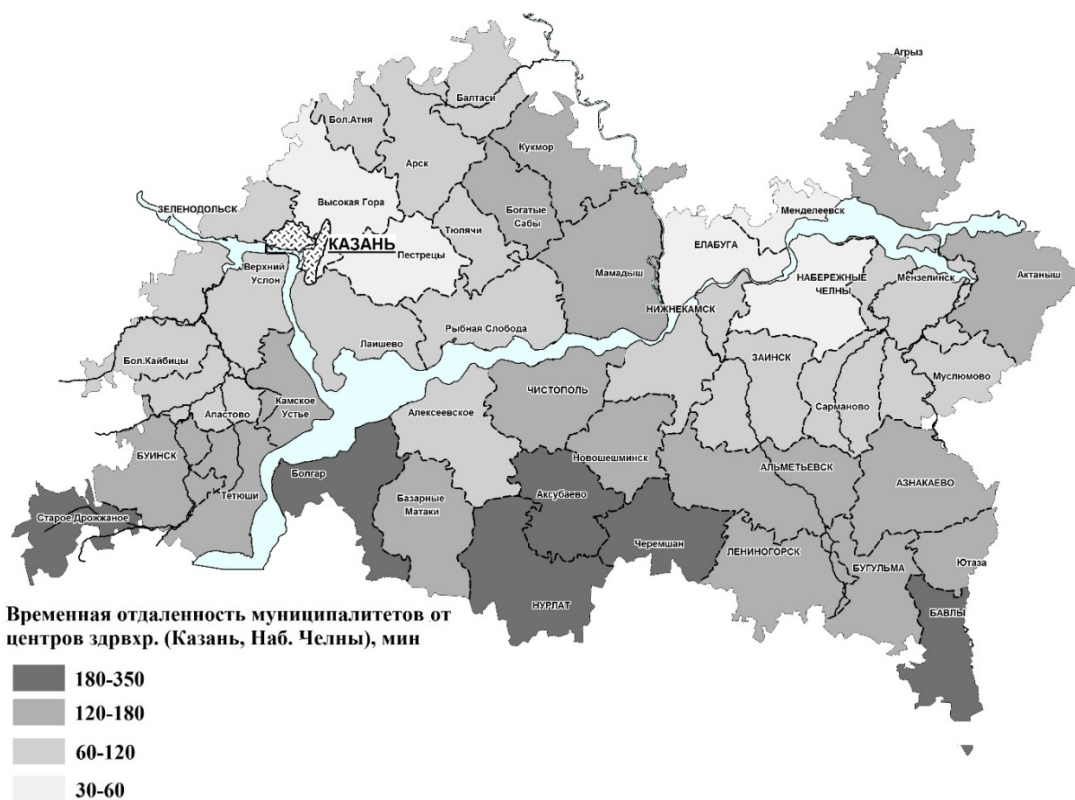 Агрыз
Балтаси
Бол.Атня
Кукмор
Арск
Высокая Гора
ЗЕЛЕНОДОЛЬСК
Богатые
Сабы
Тюлячи
Менделеевск
КАЗАНЬ
ЕЛАБУГА
Пестрецы
Верхний
Услон
Мамадыш
НАБЕРЕЖНЫЕ
ЧЕЛНЫ
Мензелинск
Актаныш
НИЖНЕКАМСК
Рыбная Слобода
Лаишево
Бол.Кайбицы
ЗАИНСК
Муслюмово
ЧИСТОПОЛЬ
Камское
Устье
Апастово
Алексеевское
Сарманово
БУИНСК
Новошешминск
АЛЬМЕТЬЕВСК
Болгар
АЗНАКАЕВО
Тетюши
Базарные
Матаки
Аксубаево
Старое Дрожжаное
Черемшан
ЛЕНИНОГОРСК
Ютаза
БУГУЛЬМА
НУРЛАТ
БАВЛЫ
Временная отдаленность муниципалитетов от
центров здрвхр. (Казань, Наб. Челны), мин
180-350
120-180
60-120
30-60